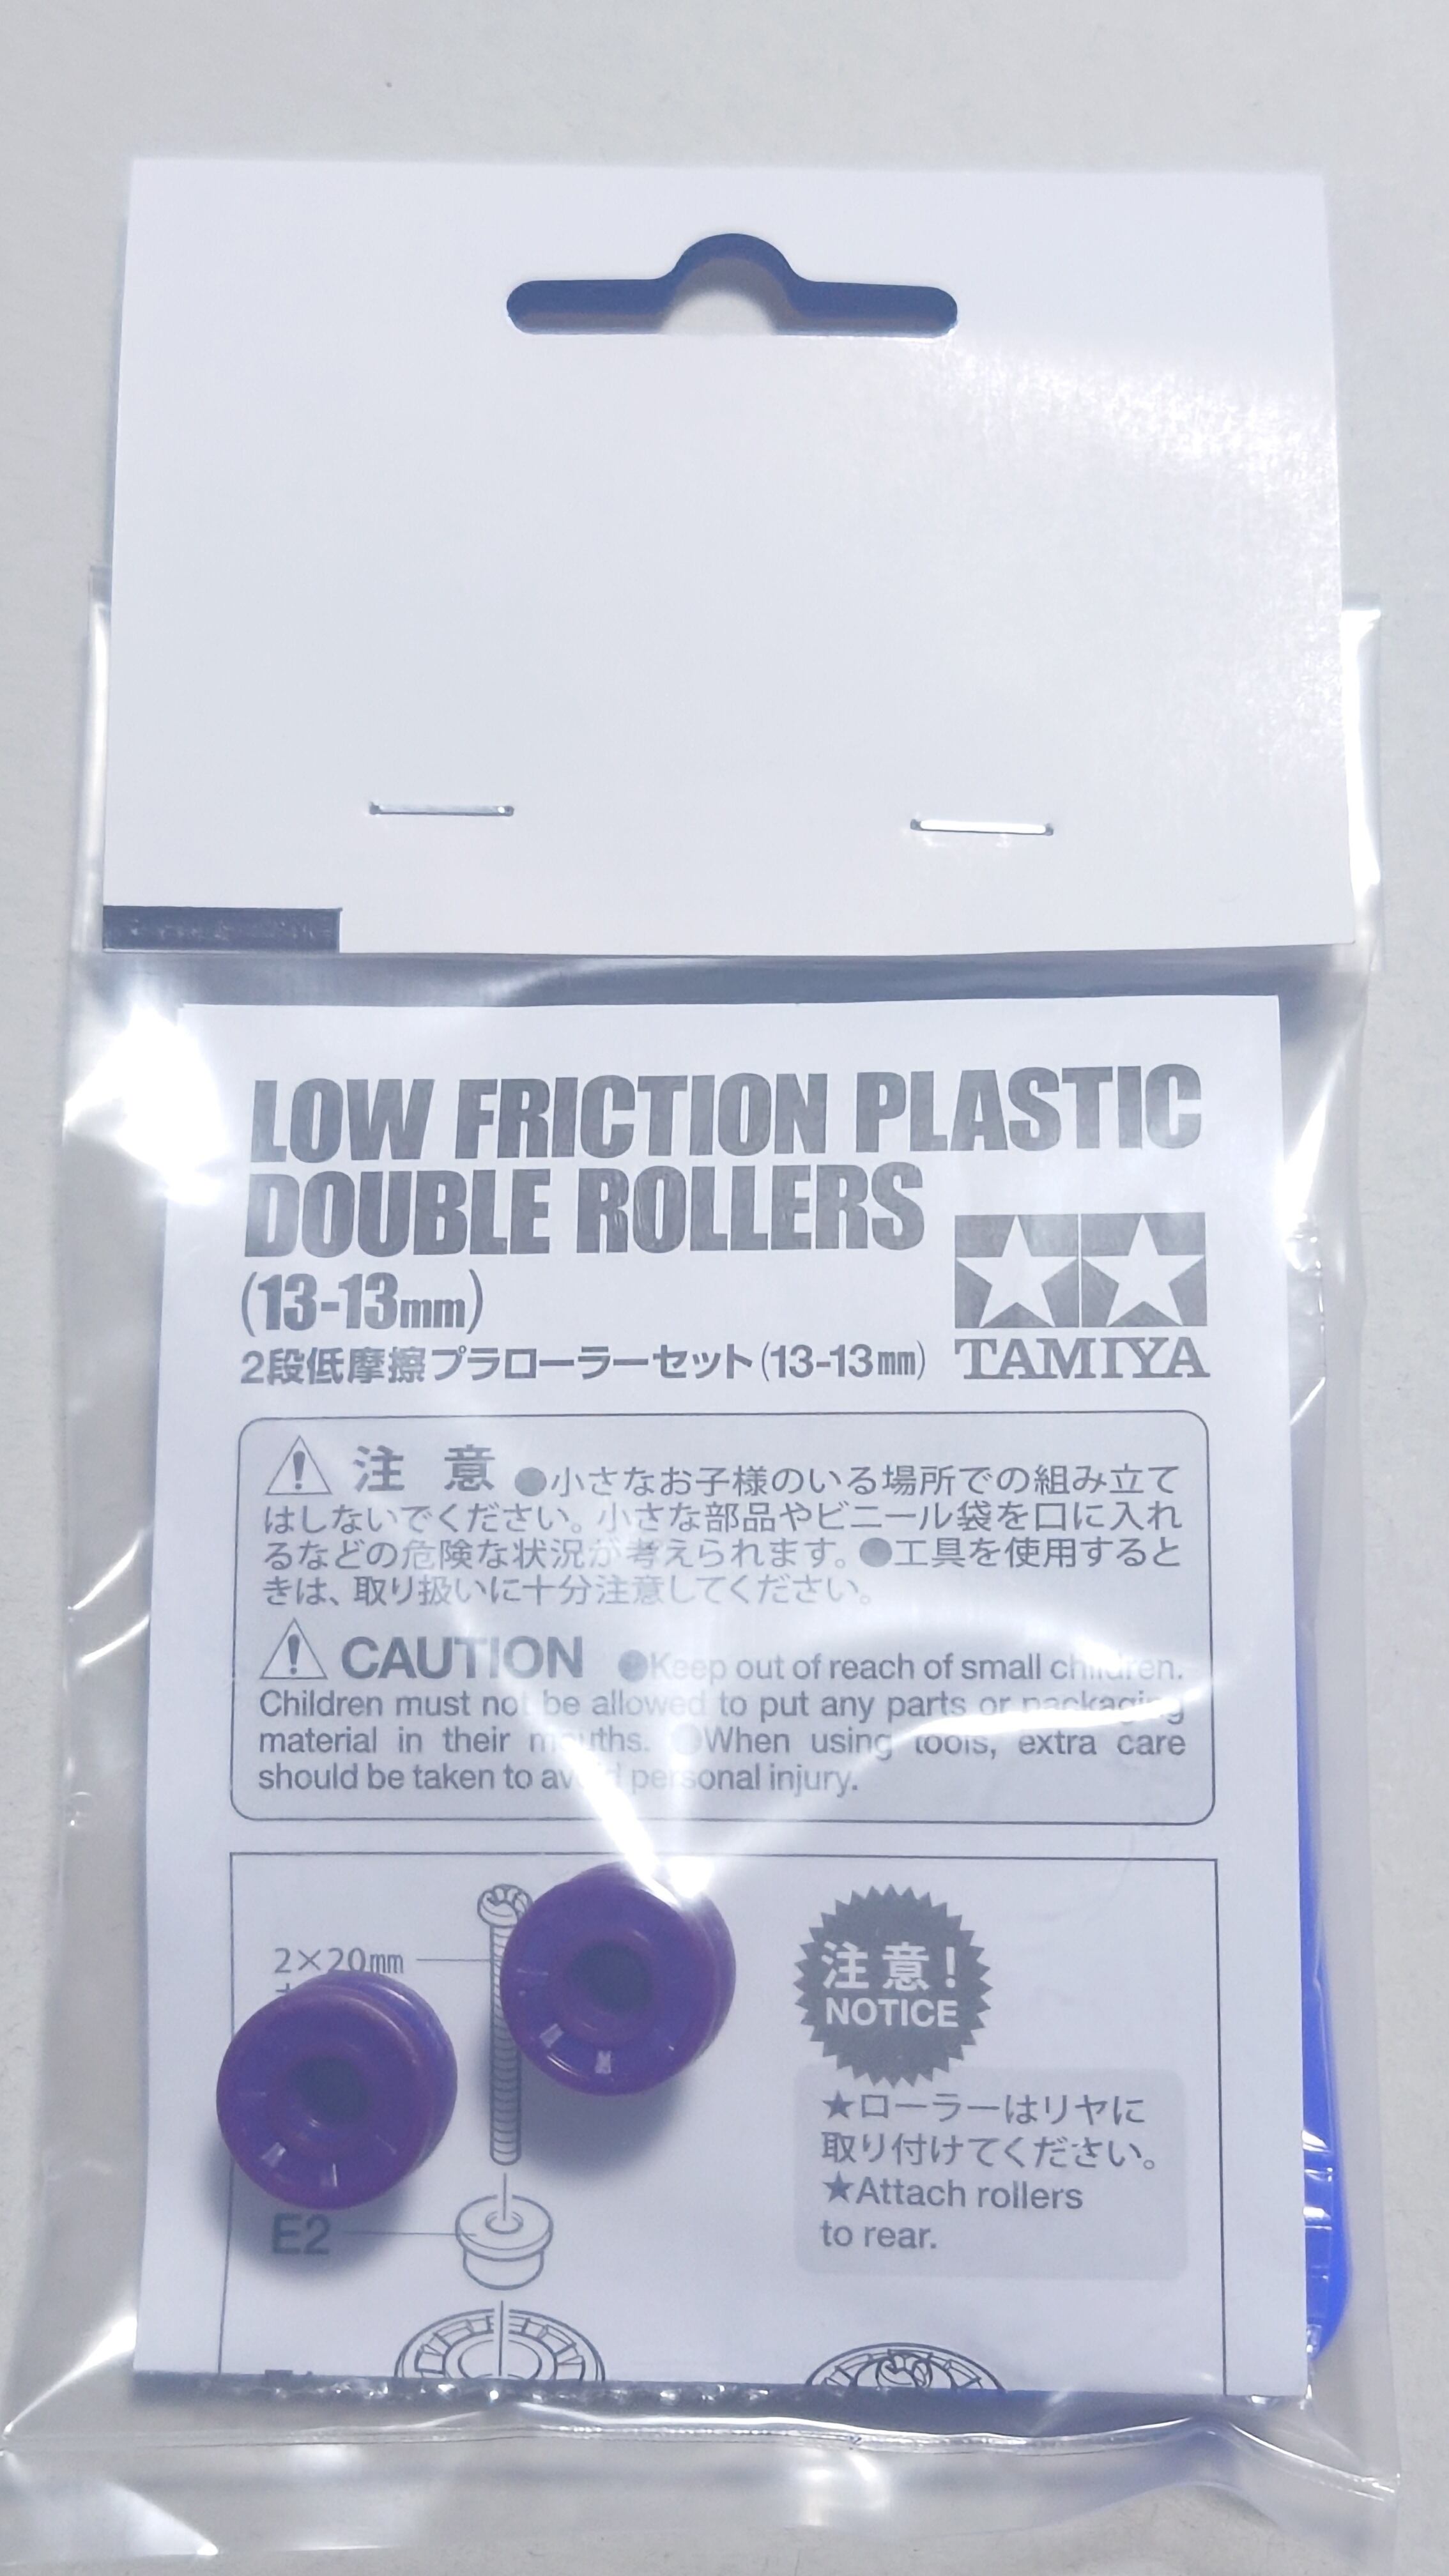 LOW FRICTION PLASTIC
DOUBLE ROLLERS
(13-13mm)
2段低摩擦プラローラーセット(13-13㎜)
TAMIYA
注 意 ●小さなお子様のいる場所での組み立て
はしないでください。小さな部品やビニール袋を口に入れ
るなどの危険な状況が考えられます。●工具を使用すると
きは、取り扱いに十分注意してください。
CAUTION ●Keep out of reach of small children.
Children must not be allowed to put any parts or packaging
material in their mouths. ●When using tools, extra care
should be taken to avoid personal injury.
2×20㎜
E2
注意!
NOTICE
★ローラーはリヤに
取り付けてください。
★Attach rollers
to rear.